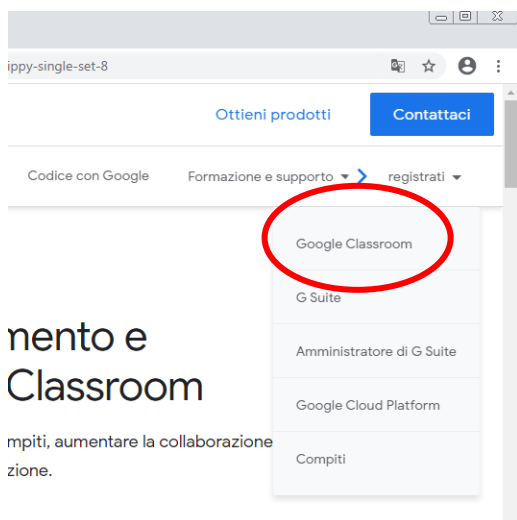 ippy-single-set-8
Ottieni prodotti
Contattaci
Codice con Google
Formazione e supporto
registrati
Google Classroom
G Suite
mento e
Amministratore di G Suite
Classroom
Google Cloud Platform
mpiti, aumentare la collaborazione
Compiti
zione.